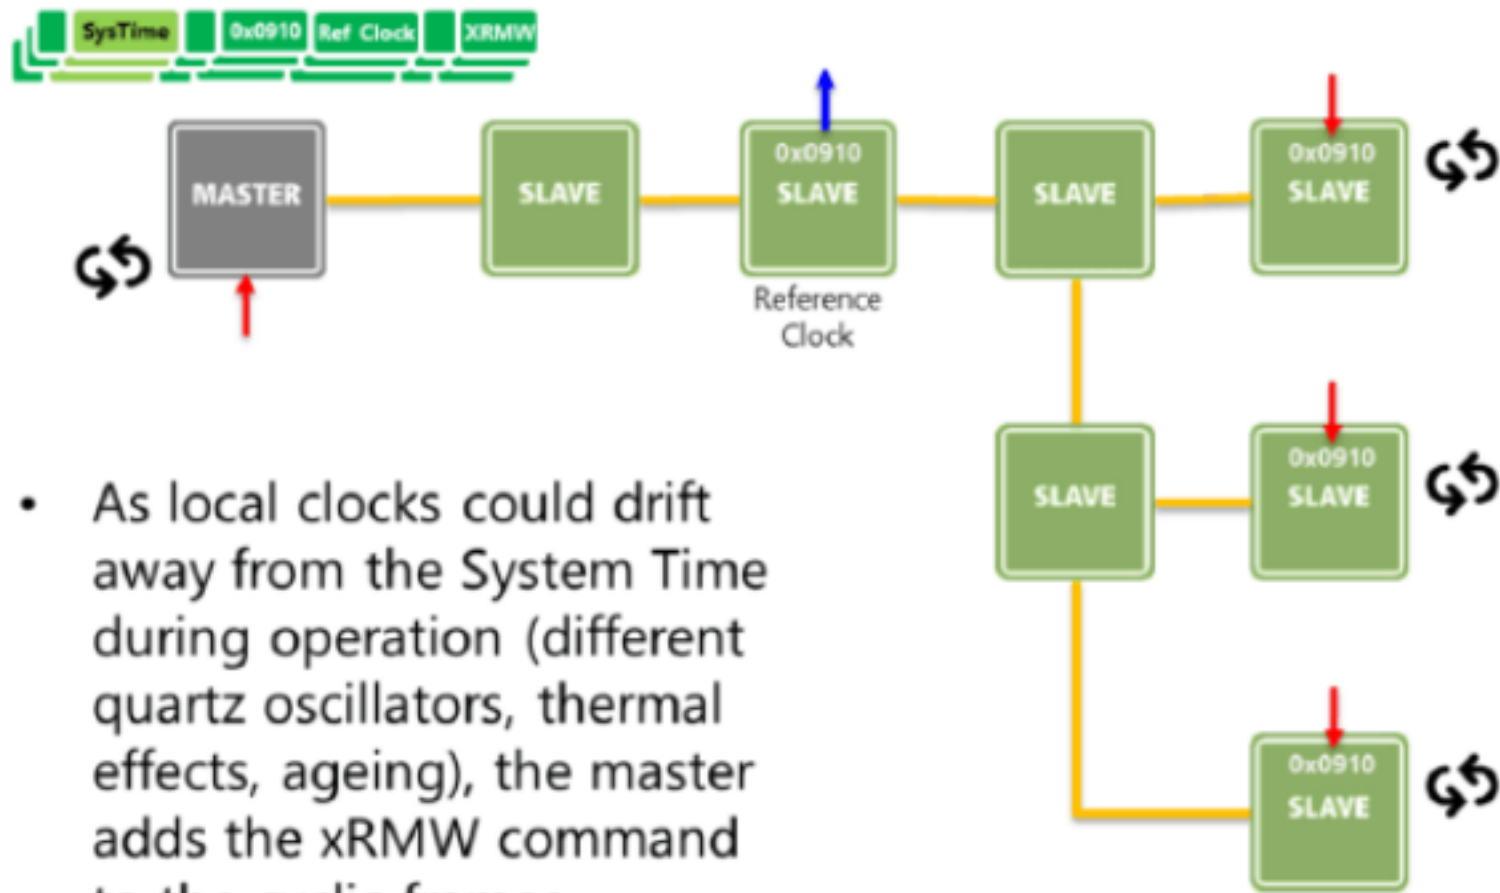 SysTime 0x0910 Ref Clock XRMW
MASTER
SLAVE
0x0910
SLAVE
Reference
Clock
SLAVE
0x0910
SLAVE
SLAVE
0x0910
SLAVE
0x0910
SLAVE
• As local clocks could drift
away from the System Time
during operation (different
quartz oscillators, thermal
effects, ageing), the master
adds the xRMW command